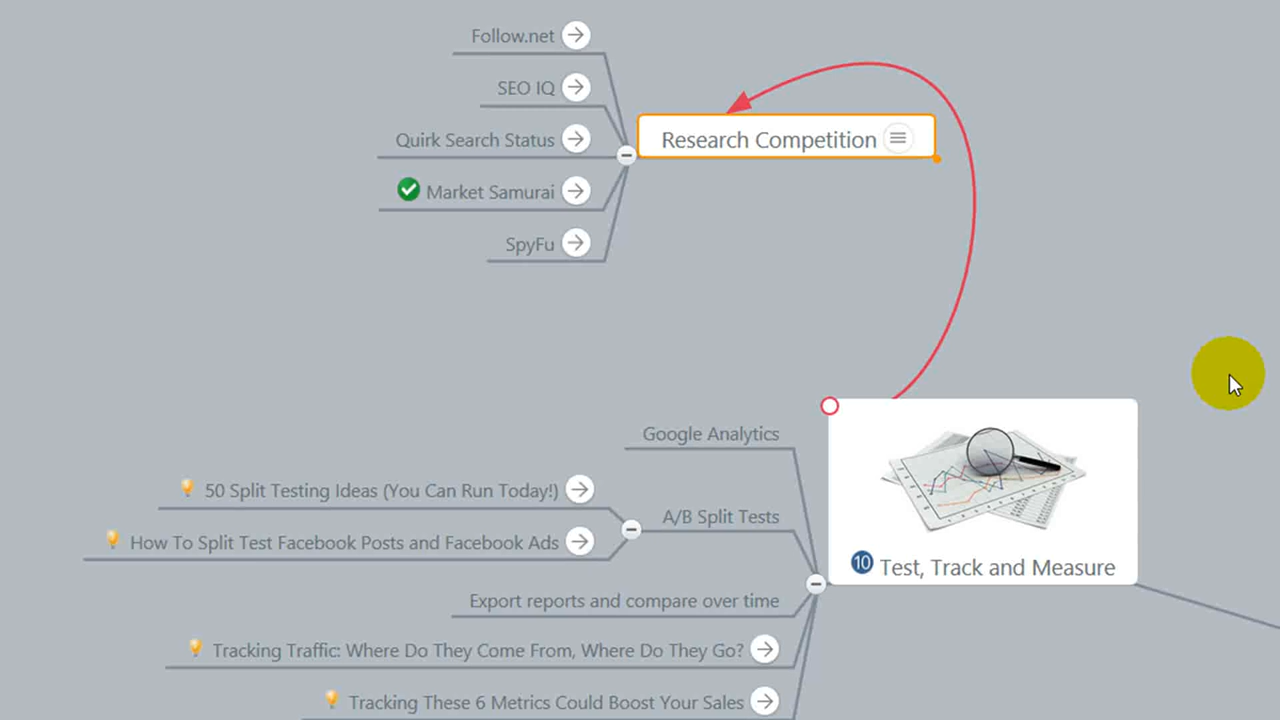 Follow.net
SEO IQ
Quirk Search Status
Market Samurai
SpyFu
Research Competition
Google Analytics
50 Split Testing Ideas (You Can Run Today!)
How To Split Test Facebook Posts and Facebook Ads
A/B Split Tests
Export reports and compare over time
Tracking Traffic: Where Do They Come From, Where Do They Go?
Tracking These 6 Metrics Could Boost Your Sales
10 Test, Track and Measure